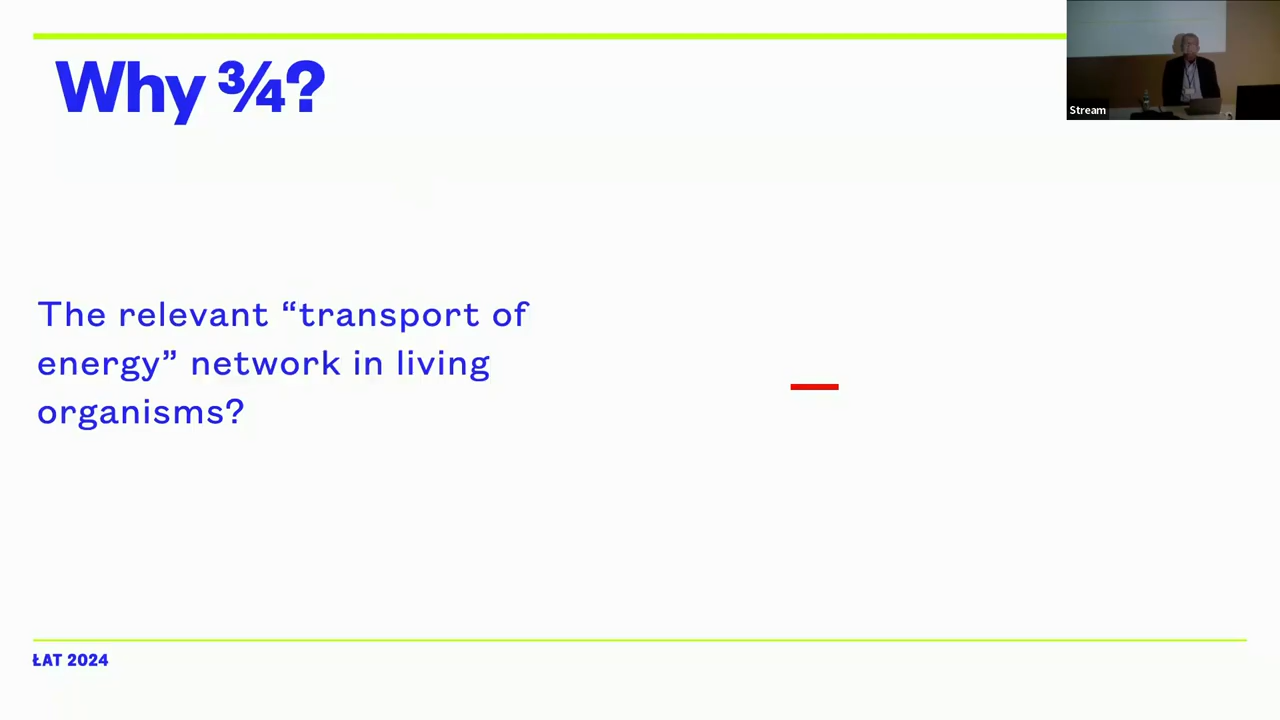 Why ¾?
Stream
The relevant “transport of
energy” network in living
organisms?
ŁAT 2024